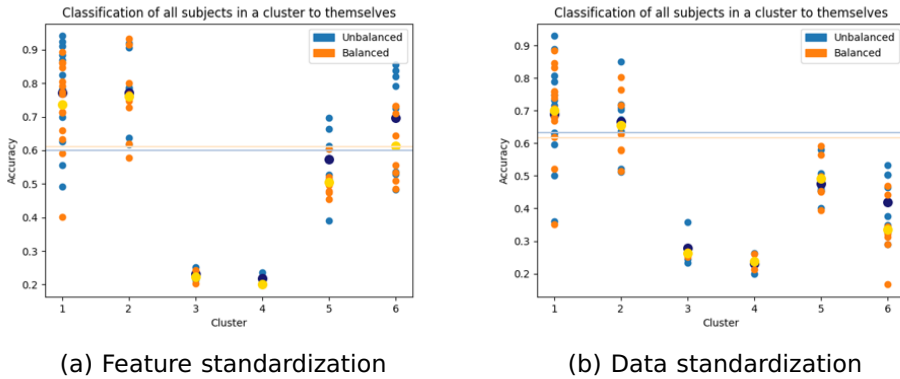 Classification of all subjects in a cluster to themselves
Unbalanced
Balanced
0.9
0.8
0.7
0.6
0.5
0.4
0.3
0.2
Accuracy
1 2 3 4 5 6
Cluster
(a) Feature standardization
Classification of all subjects in a cluster to themselves
Unbalanced
Balanced
0.9
0.8
0.7
0.6
0.5
0.4
0.3
0.2
Accuracy
1 2 3 4 5 6
Cluster
(b) Data standardization